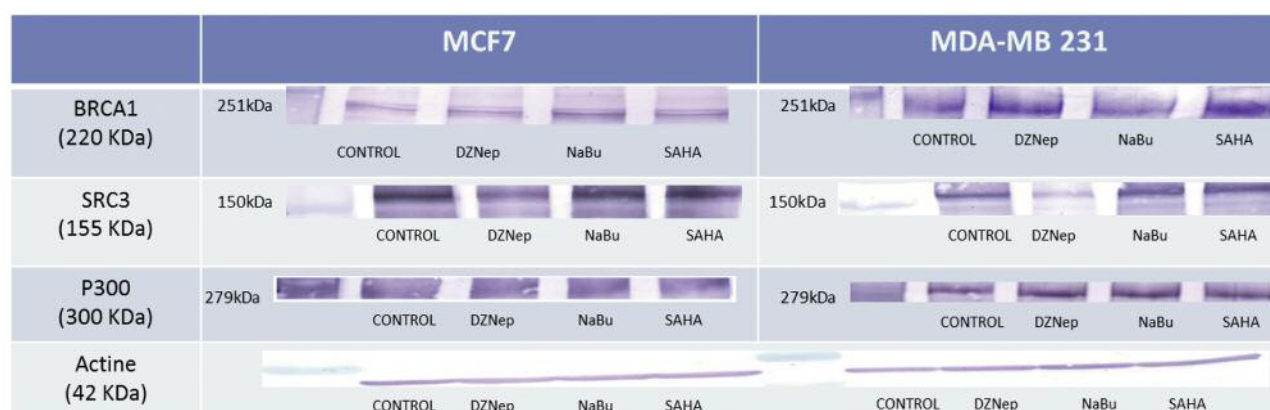 MCF7
MDA-MB 231
BRCA1
(220 KDa)
251kDa
251kDa
CONTROL DZNep NaBu SAHA
CONTROL DZNep NaBu SAHA
SRC3
(155 KDa)
150kDa
150kDa
CONTROL DZNep NaBu SAHA
CONTROL DZNep NaBu SAHA
P300
(300 KDa)
279kDa
279kDa
CONTROL DZNep NaBu SAHA
CONTROL DZNep NaBu SAHA
Actine
(42 KDa)
CONTROL DZNep NaBu SAHA
CONTROL DZNep NaBu SAHA